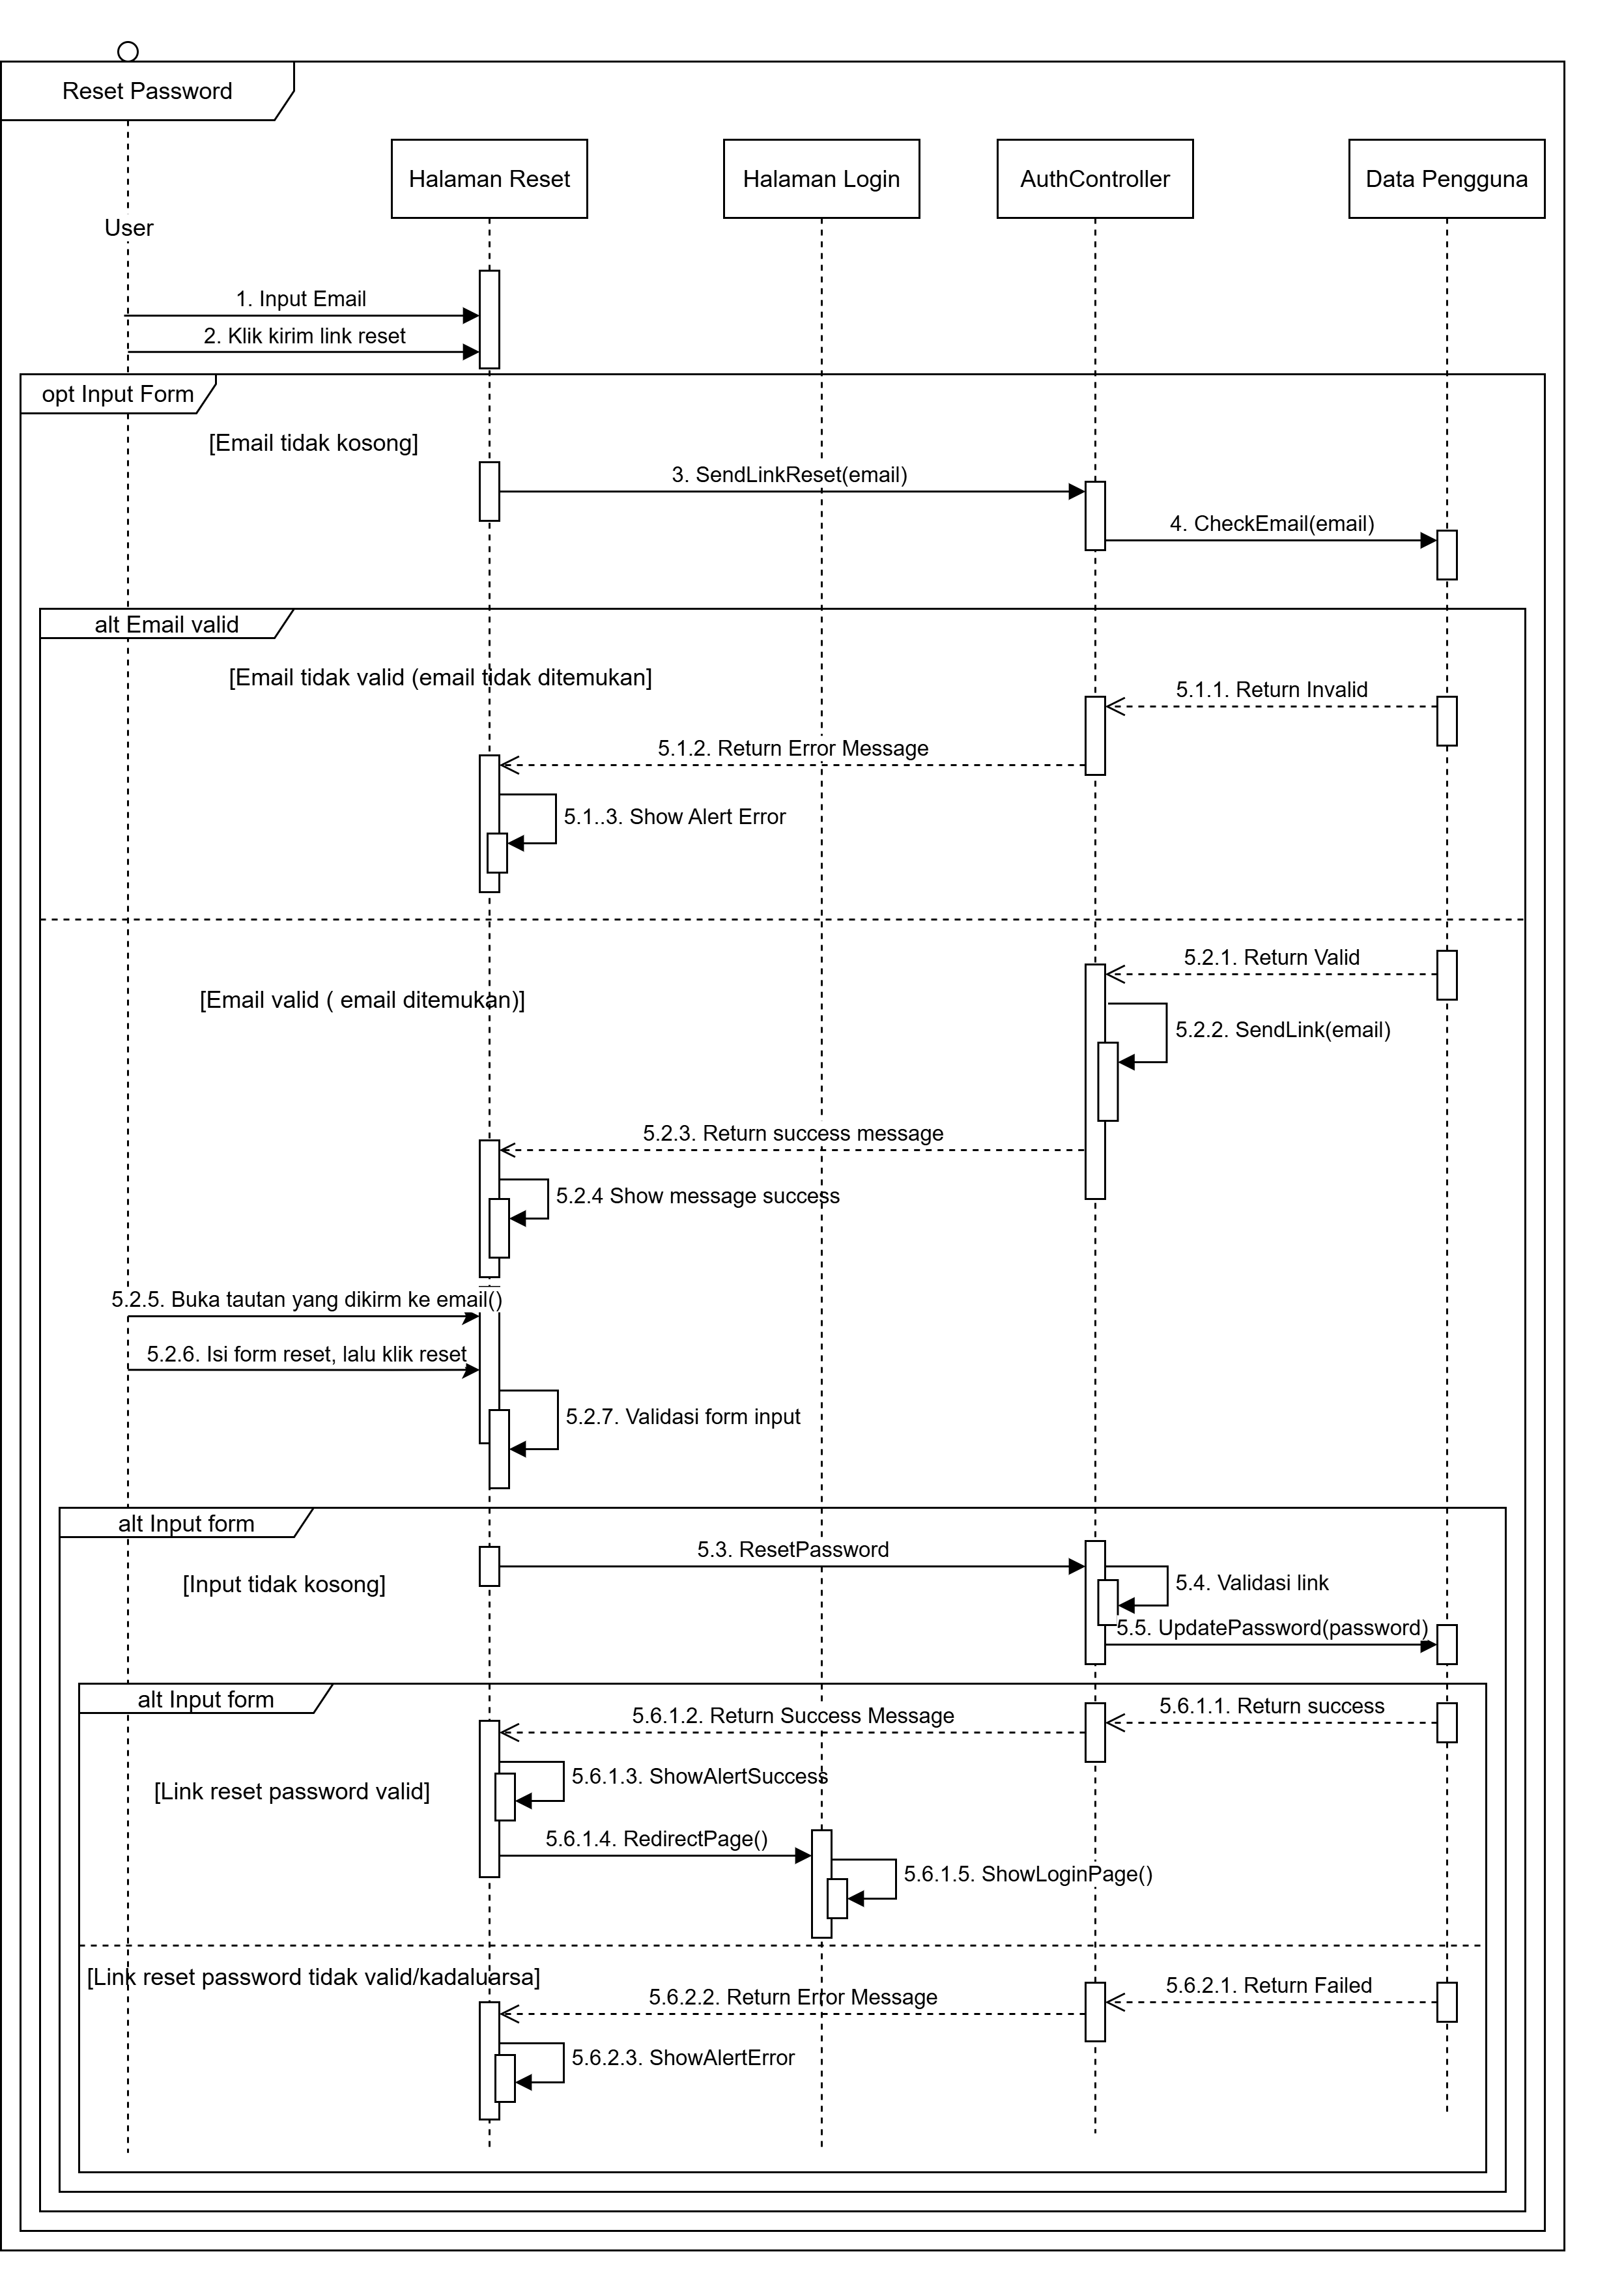 Reset Password
Halaman Reset
Halaman Login
AuthController
Data Pengguna
User
1. Input Email
2. Klik kirim link reset
opt Input Form
[Email tidak kosong]
3. SendLinkReset(email)
4. CheckEmail(email)
alt Email valid
[Email tidak valid (email tidak ditemukan]
5.1.1. Return Invalid
5.1.2. Return Error Message
5.1..3. Show Alert Error
5.2.1. Return Valid
[Email valid ( email ditemukan)]
5.2.2. SendLink(email)
5.2.3. Return success message
5.2.4 Show message success
5.2.5. Buka tautan yang dikirm ke email()
5.2.6. Isi form reset, lalu klik reset
5.2.7. Validasi form input
alt Input form
5.3. ResetPassword
[Input tidak kosong]
5.4. Validasi link
5.5. UpdatePassword(password)
alt Input form
5.6.1.1. Return success
5.6.1.2. Return Success Message
5.6.1.3. ShowAlertSuccess
[Link reset password valid]
5.6.1.4. RedirectPage()
5.6.1.5. ShowLoginPage()
[Link reset password tidak valid/kadaluarsa]
5.6.2.1. Return Failed
5.6.2.2. Return Error Message
5.6.2.3. ShowAlertError